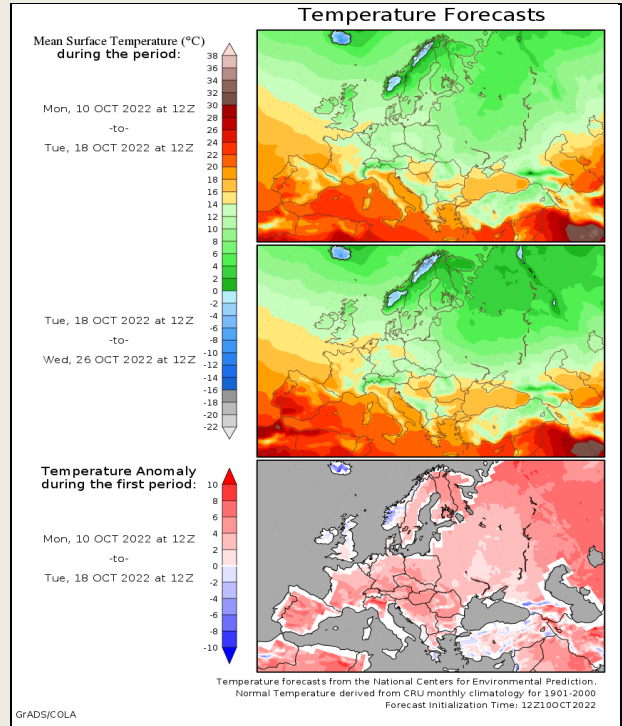 Temperature Forecasts
Mean Surface Temperature (°C)
during the period:
Mon, 10 OCT 2022 at 12Z
-to-
Tue, 18 OCT 2022 at 12Z
38
36
34
32
30
28
26
24
22
20
18
16
14
12
10
8
6
4
2
0
-2
-4
-6
-8
-10
-12
-14
-16
-18
-20
-22
Tue, 18 OCT 2022 at 12Z
-to-
Wed, 26 OCT 2022 at 12Z
Temperature Anomaly
during the first period:
Mon, 10 OCT 2022 at 12Z
-to-
Tue, 18 OCT 2022 at 12Z
10
8
6
4
2
0
-2
-4
-6
-8
-10
Temperature forecasts from the National Centers for Environmental Prediction.
Normal Temperature derived from CRU monthly climatology for 1901-2000
Forecast Initialization Time: 12Z10OCT2022
GrADS/COLA